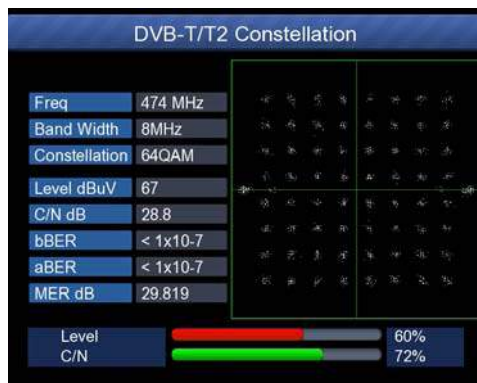 DVB-T/T2 Constellation
Freq 474 MHz
Band Width 8MHz
Constellation 64QAM
Level dBuV 67
C/N dB 28.8
bBER < 1x10-7
aBER < 1x10-7
MER dB 29.819
Level 60%
C/N 72%